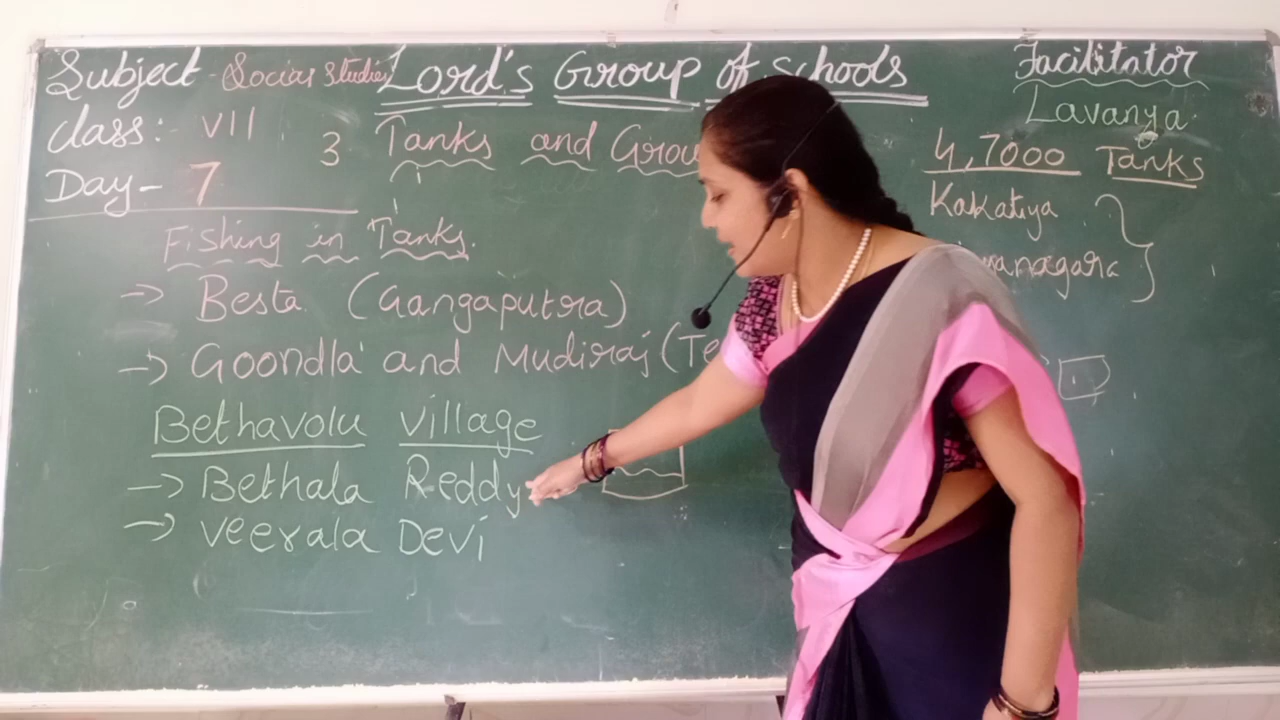 Subject - Social Studies
Lord's Group of schools
Facilitator
Lavanya
Class:- VII
Day- 7
3 Tanks and Grou
4,7000 Tanks
Kakatiya
Fishing in Tanks.
→ Besta (Gangaputra)
→ Goondla and Mudiraj (Te
Bethavolu village
→ Bethala Reddy
→ Veerala Devi